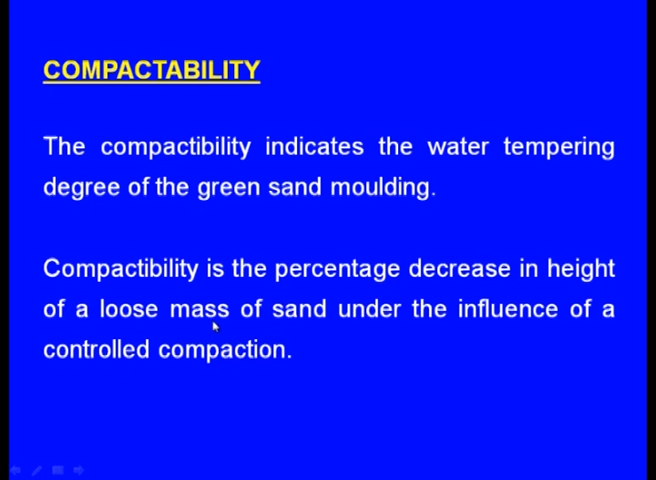 COMPACTABILITY
The compactibility indicates the water tempering
degree of the green sand moulding.
Compactibility is the percentage decrease in height
of a loose mass of sand under the influence of a
controlled compaction.